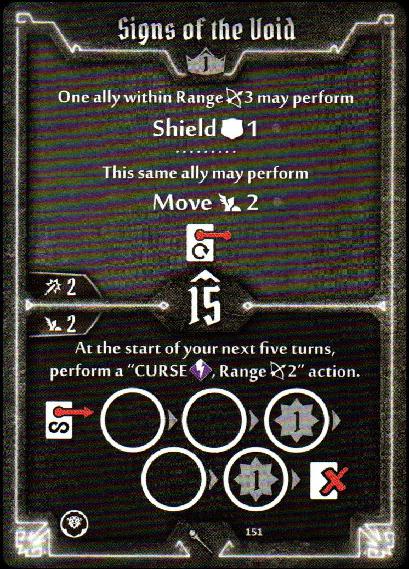 Signs of the Void
1
One ally within Range 3 may perform
Shield 1
This same ally may perform
Move 2
2
15
2
At the start of your next five turns,
perform a “CURSE , Range 2” action.
1
1
151